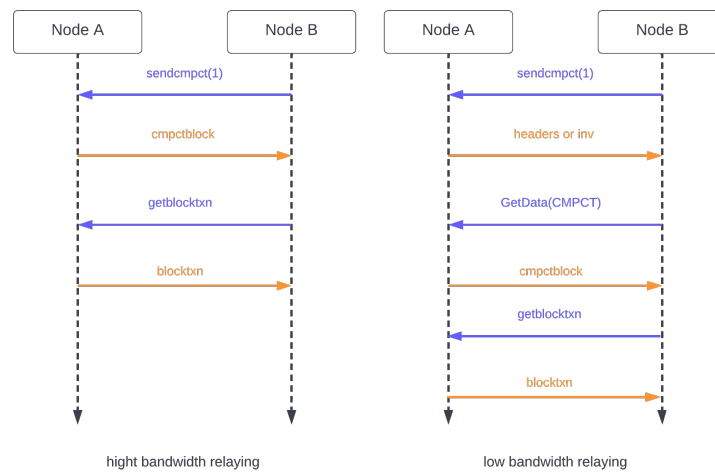 Node A
Node B
sendcmpct(1)
cmpctblock
getblocktxn
blocktxn
hight bandwidth relaying
Node A
Node B
sendcmpct(1)
headers or inv
GetData(CMPCT)
cmpctblock
getblocktxn
blocktxn
low bandwidth relaying